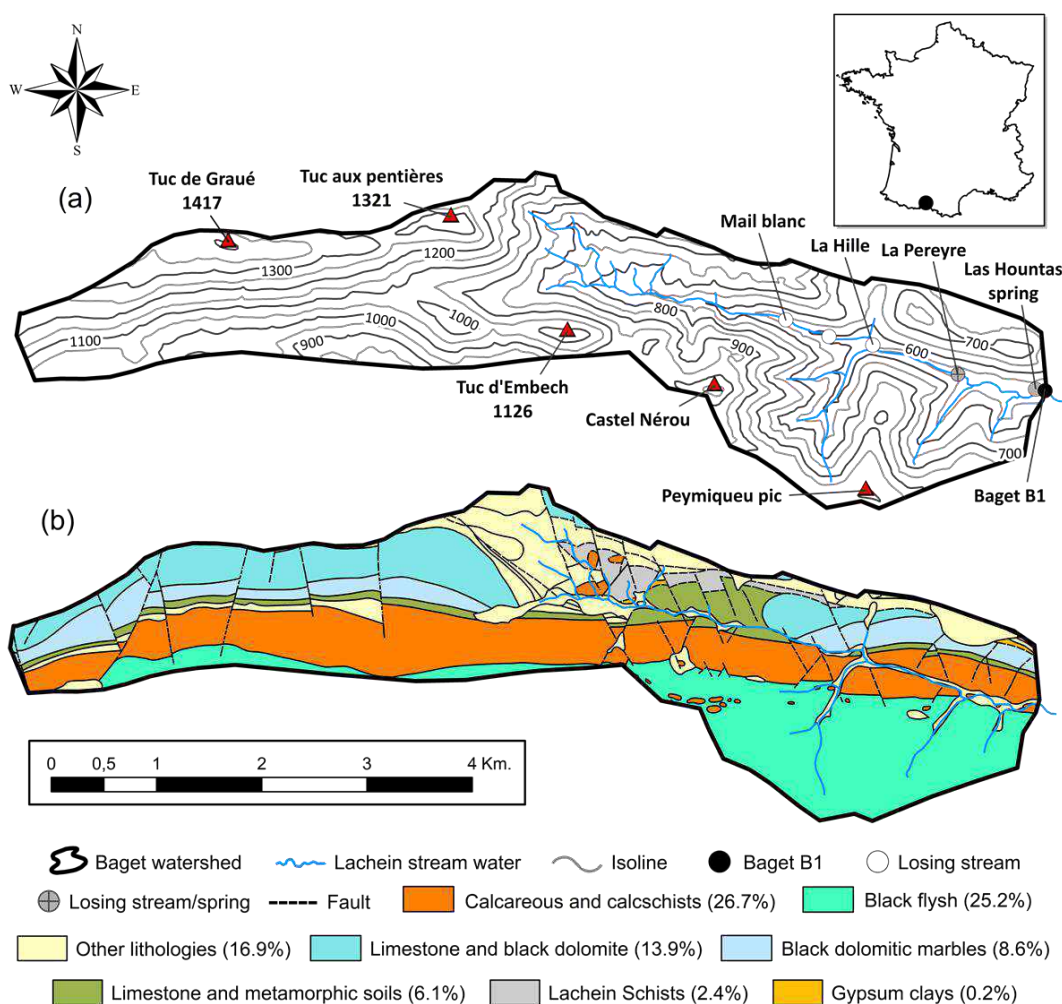 N
W
E
S
(a)
Tuc de Graué
1417
Tuc aux pentières
1321
Mail blanc
La Hille
La Pereyre
Las Hountas
spring
1300
1200
1100
1000
1000
900
800
900
600
700
700
Tuc d'Embech
1126
Castel Nérou
Peymiqueu pic
Baget B1
(b)
0 0,5 1 2 3 4 Km.
Baget watershed Lachein stream water Isoline Baget B1 Losing stream
Losing stream/spring Fault Calcareous and calcschists (26.7%) Black flysh (25.2%)
Other lithologies (16.9%) Limestone and black dolomite (13.9%) Black dolomitic marbles (8.6%)
Limestone and metamorphic soils (6.1%) Lachein Schists (2.4%) Gypsum clays (0.2%)